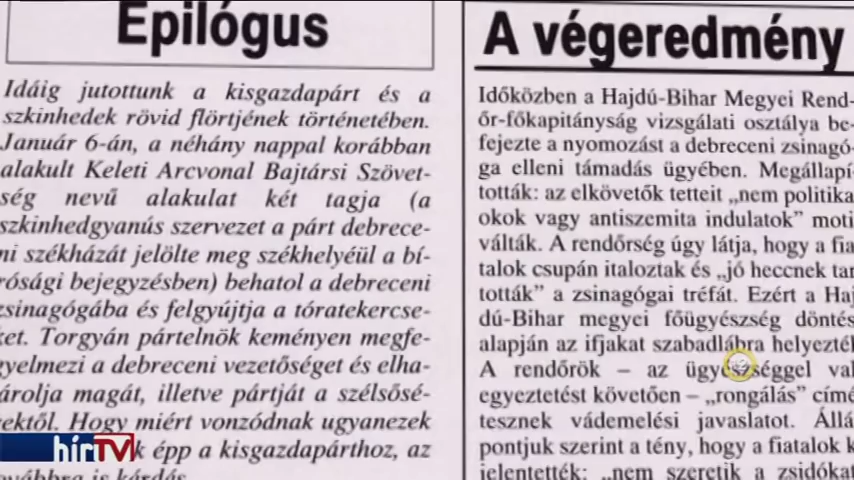 Epilógus
Idáig jutottunk a kisgazdapárt és a
szkinhedek rövid flörtjének történetében.
Január 6-án, a néhány nappal korábban
alakult Keleti Arcvonal Bajtársi Szövet-
ség nevű alakulat két tagja (a
szkinhedgyanús szervezet a párt debrece-
ni székházát jelölte meg székhelyéül a bí-
rósági bejegyzésben) behatol a debreceni
zsinagógába és felgyújtja a tóratekercse-
ket. Torgyán pártelnök keményen megfe-
gyelmezi a debreceni vezetőséget és elha-
árolja magát, illetve pártját a szélsősé-
ektől. Hogy miért vonzódnak ugyanezek
k épp a kisgazdapárthoz, az
ovábbra is kérdés
hírTV
A végeredmény
Időközben a Hajdú-Bihar Megyei Rend-
őr-főkapitányság vizsgálati osztálya be-
fejezte a nyomozást a debreceni zsinagó-
ga elleni támadás ügyében. Megállapí-
tották: az elkövetők tetteit „nem politika
okok vagy antiszemita indulatok” moti
válták. A rendőrség úgy látja, hogy a fia
talok csupán italoztak és „jó heccnek tar
tották” a zsinagógai tréfát. Ezért a Haj
dú-Bihar megyei főügyészség döntés
alapján az ifjakat szabadlábra helyezték
A rendőrök – az ügyészséggel val
egyeztetést követően – „rongálás” címé
tesznek vádemelési javaslatot. Állá
pontjuk szerint a tény, hogy a fiatalok k
jelentették: „nem szeretik a zsidókat